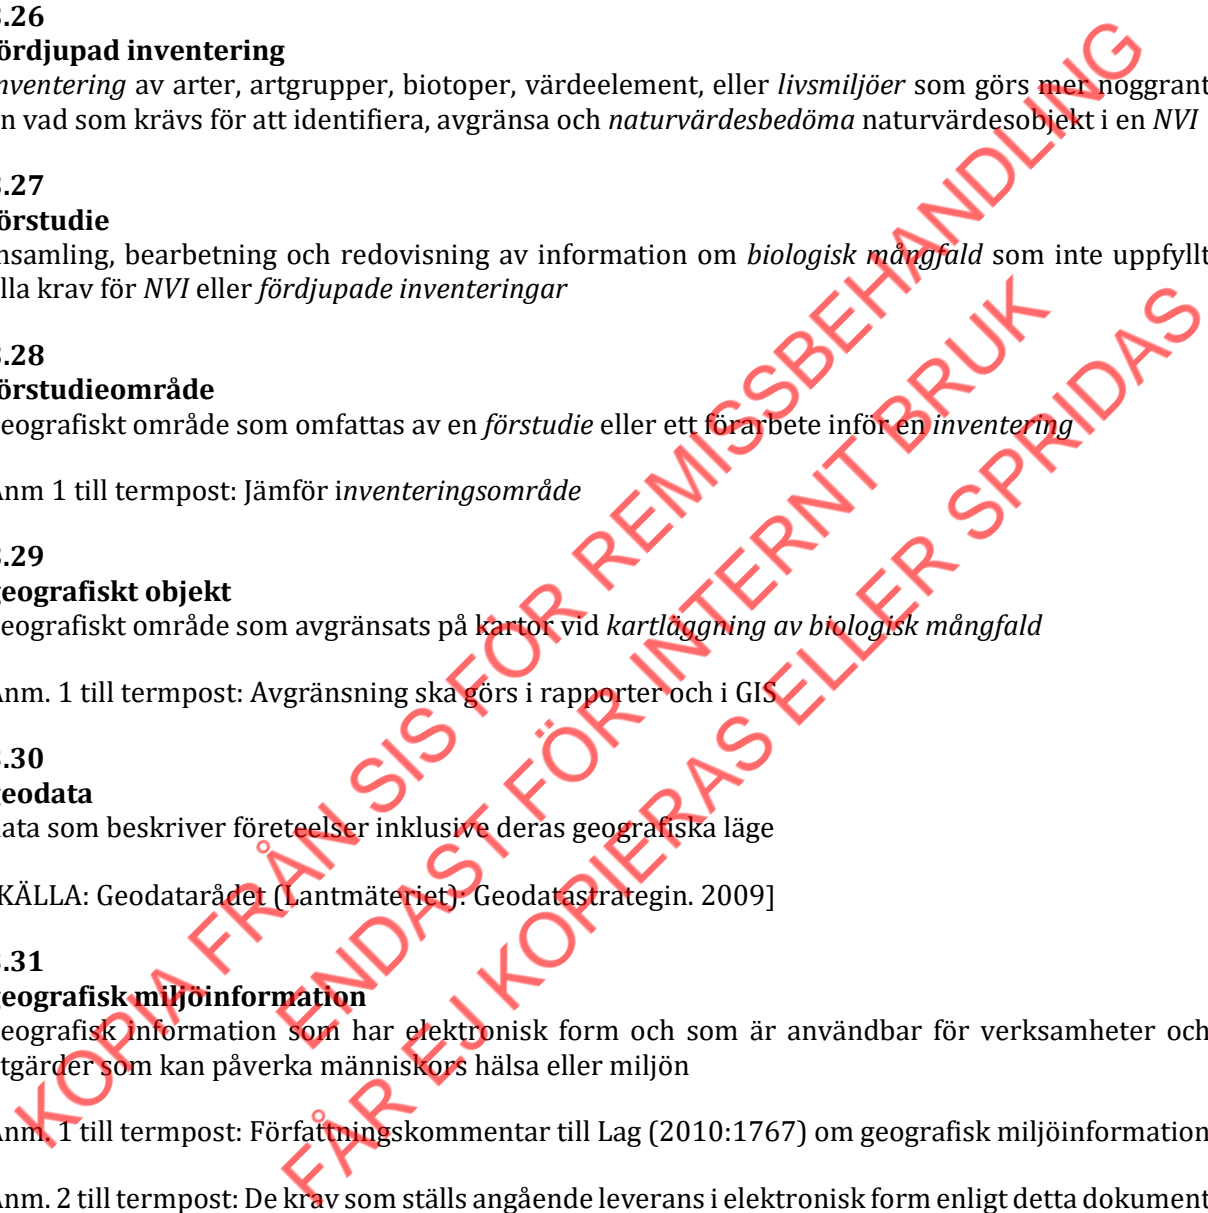 .26
ördjupad inventering
nventering av arter, artgrupper, biotoper, värdeelement, eller livsmiljöer som görs mer noggrant
n vad som krävs för att identifiera, avgränsa och naturvärdesbedöma naturvärdesobjekt i en NVI
.27
örstudie
nsamling, bearbetning och redovisning av information om biologisk mångfald som inte uppfyllt
lla krav för NVI eller fördjupade inventeringar
.28
örstudieområde
eografiskt område som omfattas av en förstudie eller ett förarbete inför en inventering
Anm 1 till termpost: Jämför inventeringsområde
.29
geografiskt objekt
eografiskt område som avgränsats på kartor vid kartläggning av biologisk mångfald
Anm. 1 till termpost: Avgränsning ska görs i rapporter och i GIS
.30
geodata
data som beskriver företeelser inklusive deras geografiska läge
KÄLLA: Geodatarådet (Lantmäteriet): Geodatastrategin. 2009]
.31
geografisk miljöinformation
eografisk information som har elektronisk form och som är användbar för verksamheter och
tgärder som kan påverka människors hälsa eller miljön
Anm. 1 till termpost: Författningskommentar till Lag (2010:1767) om geografisk miljöinformation
Anm. 2 till termpost: De krav som ställs angående leverans i elektronisk form enligt detta dokument
KOPIA FRÅN SIS FÖR REMISSBEHANDLING
ENDAST FÖR INTERNT BRUK
FÅR EJ KOPIERAS ELLER SPRIDAS